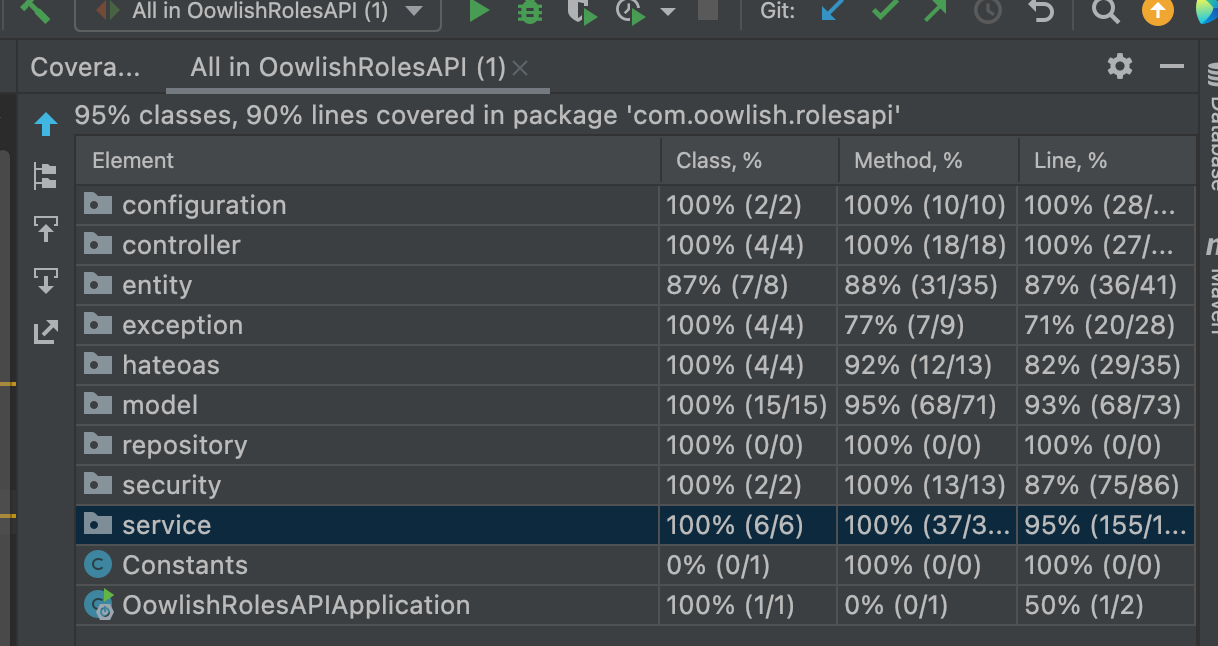 All in OowlishRolesAPI (1) Git:
Covera... All in OowlishRolesAPI (1)
95% classes, 90% lines covered in package 'com.oowlish.rolesapi'
Element Class, % Method, % Line, %
configuration 100% (2/2) 100% (10/10) 100% (28/...
controller 100% (4/4) 100% (18/18) 100% (27/...
entity 87% (7/8) 88% (31/35) 87% (36/41)
exception 100% (4/4) 77% (7/9) 71% (20/28)
hateoas 100% (4/4) 92% (12/13) 82% (29/35)
model 100% (15/15) 95% (68/71) 93% (68/73)
repository 100% (0/0) 100% (0/0) 100% (0/0)
security 100% (2/2) 100% (13/13) 87% (75/86)
service 100% (6/6) 100% (37/3... 95% (155/1...
Constants 0% (0/1) 100% (0/0) 100% (0/0)
OowlishRolesAPIApplication 100% (1/1) 0% (0/1) 50% (1/2)
Database
Maven